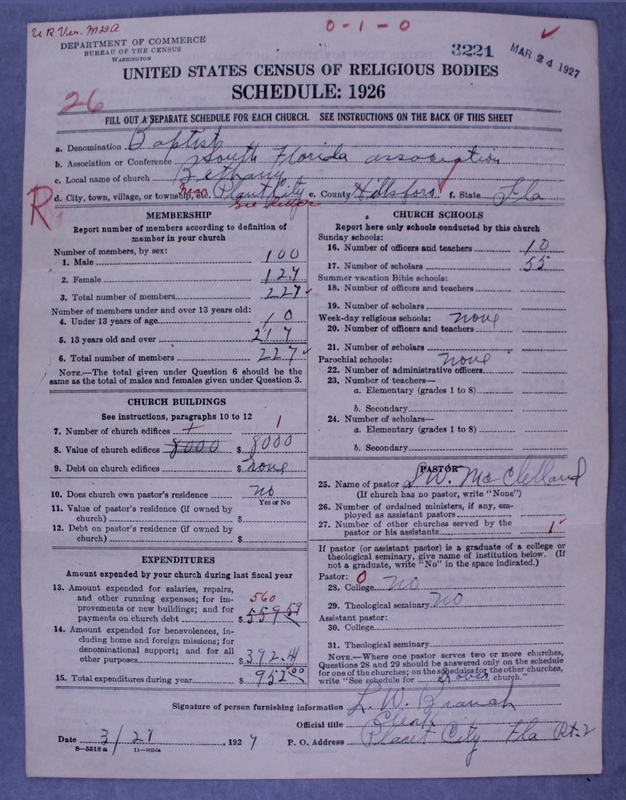 0-1-0
DEPARTMENT OF COMMERCE
BUREAU OF THE CENSUS
WASHINGTON
3221
MAR 24 1927
UNITED STATES CENSUS OF RELIGIOUS BODIES
SCHEDULE: 1926
26
FILL OUT A SEPARATE SCHEDULE FOR EACH CHURCH. SEE INSTRUCTIONS ON THE BACK OF THIS SHEET
a. Denomination Baptist
b. Association or Conference South Florida association
c. Local name of church Bethany
R
d. City, town, village, or township, etc. near Plant City e. County Hillsboro f. State Fla
See letter
MEMBERSHIP
Report number of members according to definition of
member in your church
Number of members, by sex:
1. Male 100
2. Female 127
3. Total number of members 227
Number of members under and over 13 years old:
4. Under 13 years of age 10
5. 13 years old and over 217
6. Total number of members 227
NOTE.—The total given under Question 6 should be
the same as the total of males and females given under Question 3.
CHURCH BUILDINGS
See instructions, paragraphs 10 to 12
7. Number of church edifices 1
8. Value of church edifices 8000 $ 8000
9. Debt on church edifices $ none
10. Does church own pastor's residence no
Yes or No
11. Value of pastor's residence (if owned by
church) $
12. Debt on pastor's residence (if owned by
church) $
EXPENDITURES
Amount expended by your church during last fiscal year
13. Amount expended for salaries, repairs,
and other running expenses; for im-
provements or new buildings; and for
payments on church debt $ 559.59
560
14. Amount expended for benevolences, in-
cluding home and foreign missions; for
denominational support; and for all
other purposes $ 392.41
15. Total expenditures during year $ 952.00
CHURCH SCHOOLS
Report here only schools conducted by this church
Sunday schools:
16. Number of officers and teachers 10
17. Number of scholars 55
Summer vacation Bible schools:
18. Number of officers and teachers
19. Number of scholars
Week-day religious schools: none
20. Number of officers and teachers
21. Number of scholars
Parochial schools: none
22. Number of administrative officers
23. Number of teachers—
a. Elementary (grades 1 to 8)
b. Secondary
24. Number of scholars—
a. Elementary (grades 1 to 8)
b. Secondary
PASTOR
25. Name of pastor J W. McClelland
(If church has no pastor, write "None")
26. Number of ordained ministers, if any, em-
ployed as assistant pastors
27. Number of other churches served by the
pastor or his assistants 1
If pastor (or assistant pastor) is a graduate of a college or
theological seminary, give name of institution below. (If
not a graduate, write "No" in the space indicated.)
Pastor: 0
28. College no
29. Theological seminary no
Assistant pastor:
30. College
31. Theological seminary
NOTE.—Where one pastor serves two or more churches,
Questions 28 and 29 should be answered only on the schedule
for one of the churches; on the schedules for the other churches,
write "See schedule for Dover church."
Signature of person furnishing information L. W. Branch
Official title Clerk
Date 3/21 1927 P. O. Address Plant City Fla Rt. 2
8-5518a 11-9034a